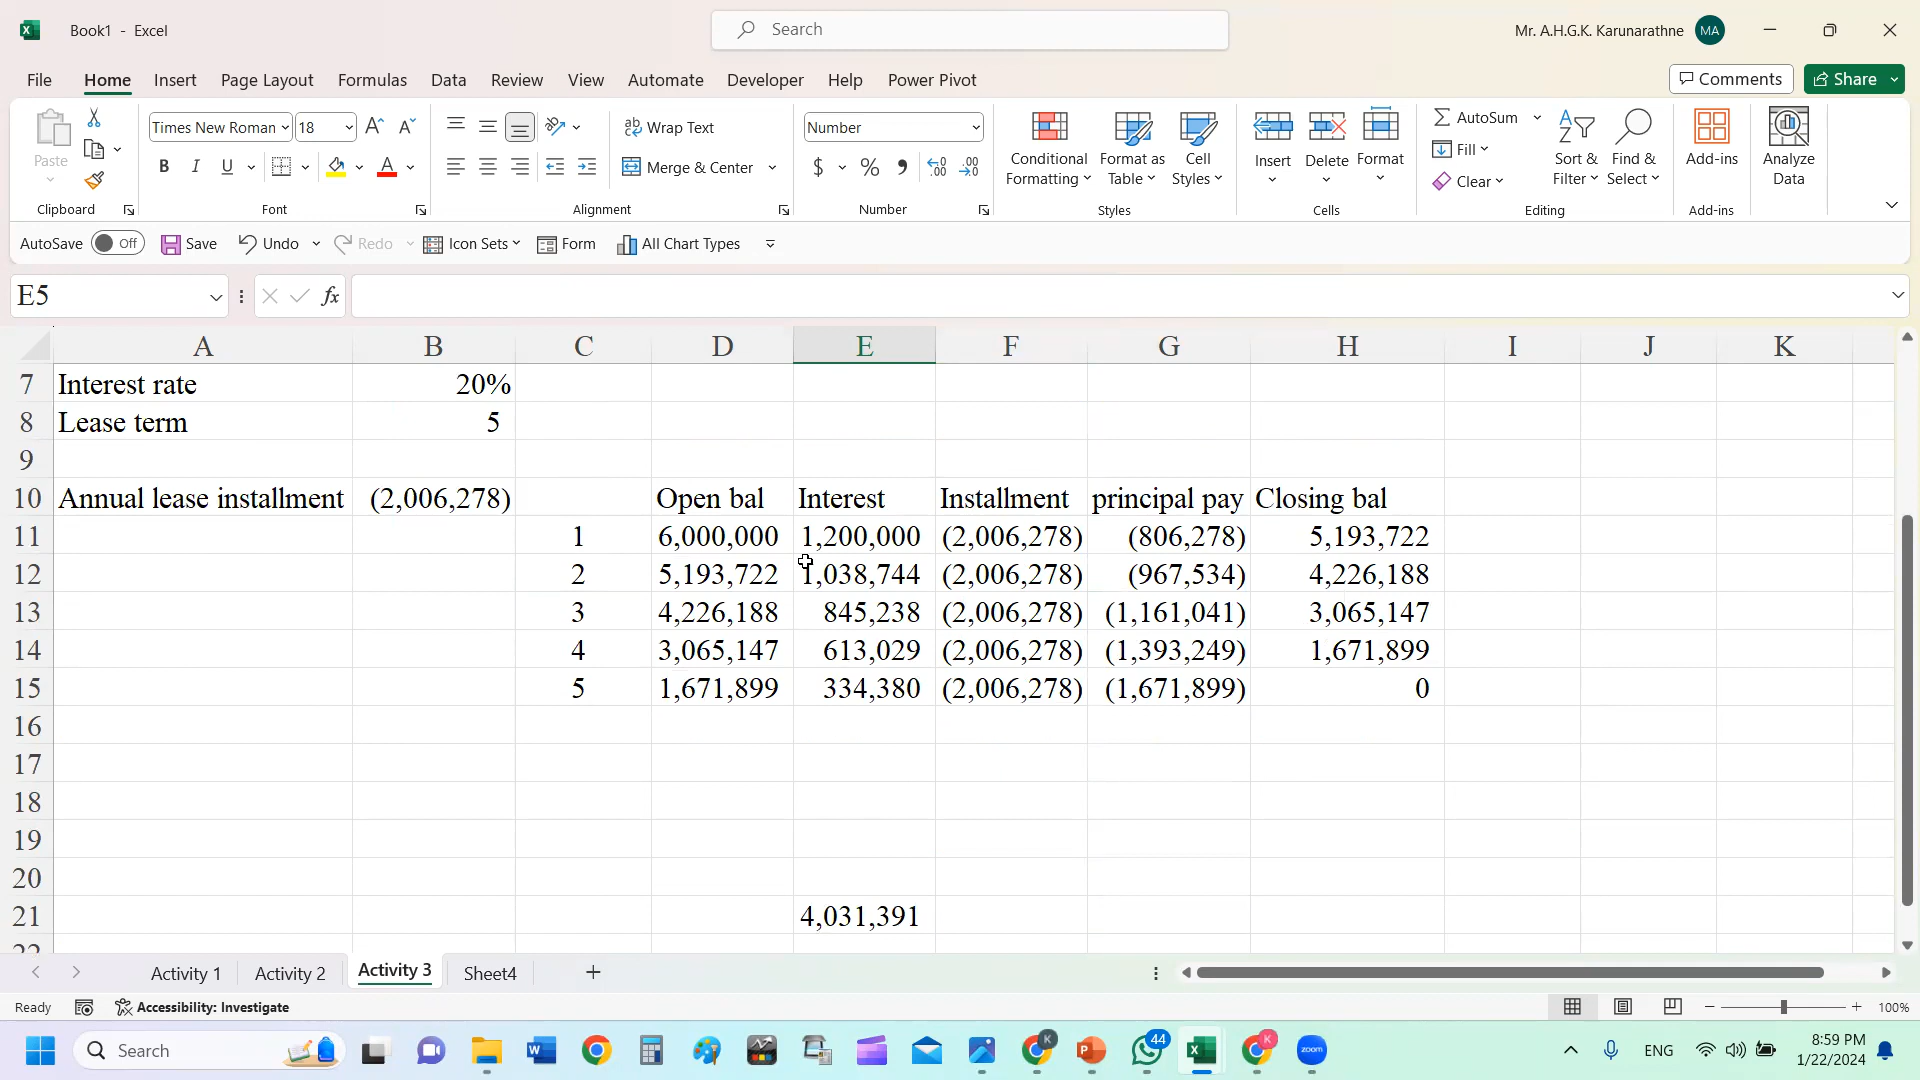 Book1 - Excel
Search
Mr. A.H.G.K. Karunarathne MA
File Home Insert Page Layout Formulas Data Review View Automate Developer Help Power Pivot
Comments Share
Paste
Clipboard
Times New Roman 18
B I U A
Font
Wrap Text
Merge & Center
Alignment
Number
$ % , .00
Number
Conditional Formatting
Format as Table
Cell Styles
Styles
Insert Delete Format
Cells
AutoSum
Fill
Clear
Sort & Filter
Find & Select
Editing
Add-ins
Add-ins
Analyze Data
AutoSave Off Save Undo Redo Icon Sets Form All Chart Types
E5 fx
A B C D E F G H I J K
7 Interest rate 20%
8 Lease term 5
9
10 Annual lease installment (2,006,278) Open bal Interest Installment principal pay Closing bal
11 1 6,000,000 1,200,000 (2,006,278) (806,278) 5,193,722
12 2 5,193,722 1,038,744 (2,006,278) (967,534) 4,226,188
13 3 4,226,188 845,238 (2,006,278) (1,161,041) 3,065,147
14 4 3,065,147 613,029 (2,006,278) (1,393,249) 1,671,899
15 5 1,671,899 334,380 (2,006,278) (1,671,899) 0
16
17
18
19
20
21 4,031,391
22
Activity 1 Activity 2 Activity 3 Sheet4
Ready Accessibility: Investigate 100%
Search
44
zoom
ENG
8:59 PM
1/22/2024